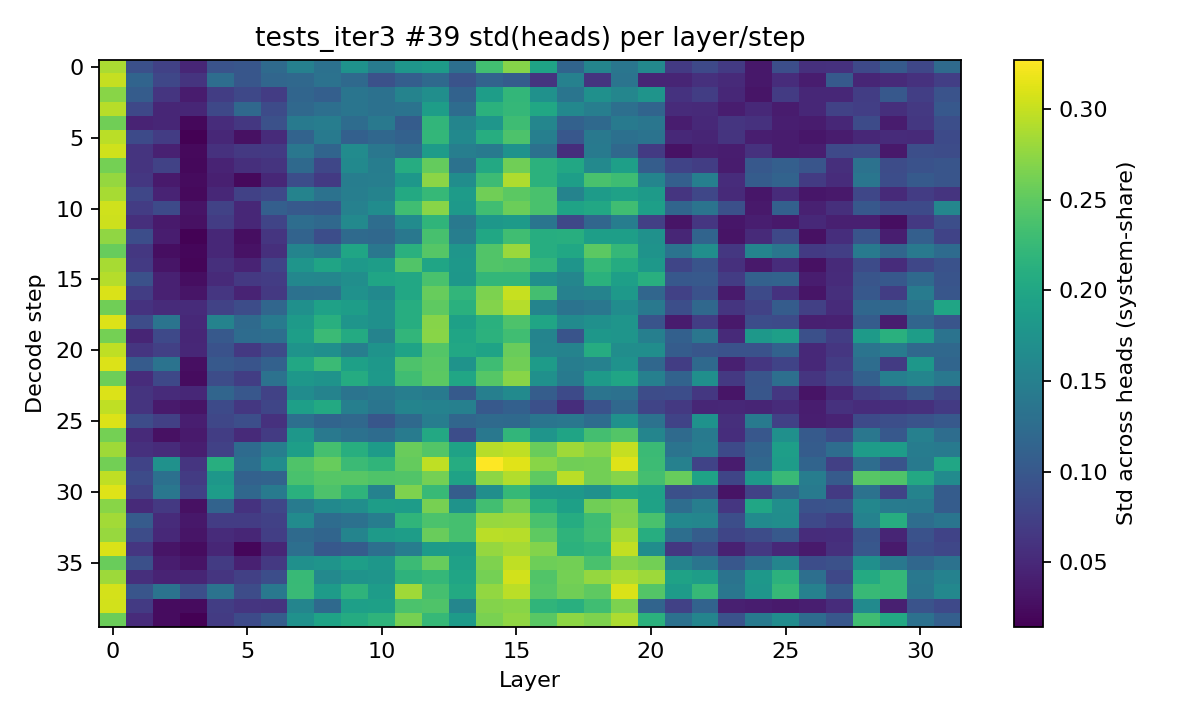 tests_iter3 #39 std(heads) per layer/step
Decode step
0
5
10
15
20
25
30
35
0 5 10 15 20 25 30
Layer
0.30
0.25
0.20
0.15
0.10
0.05
Std across heads (system-share)